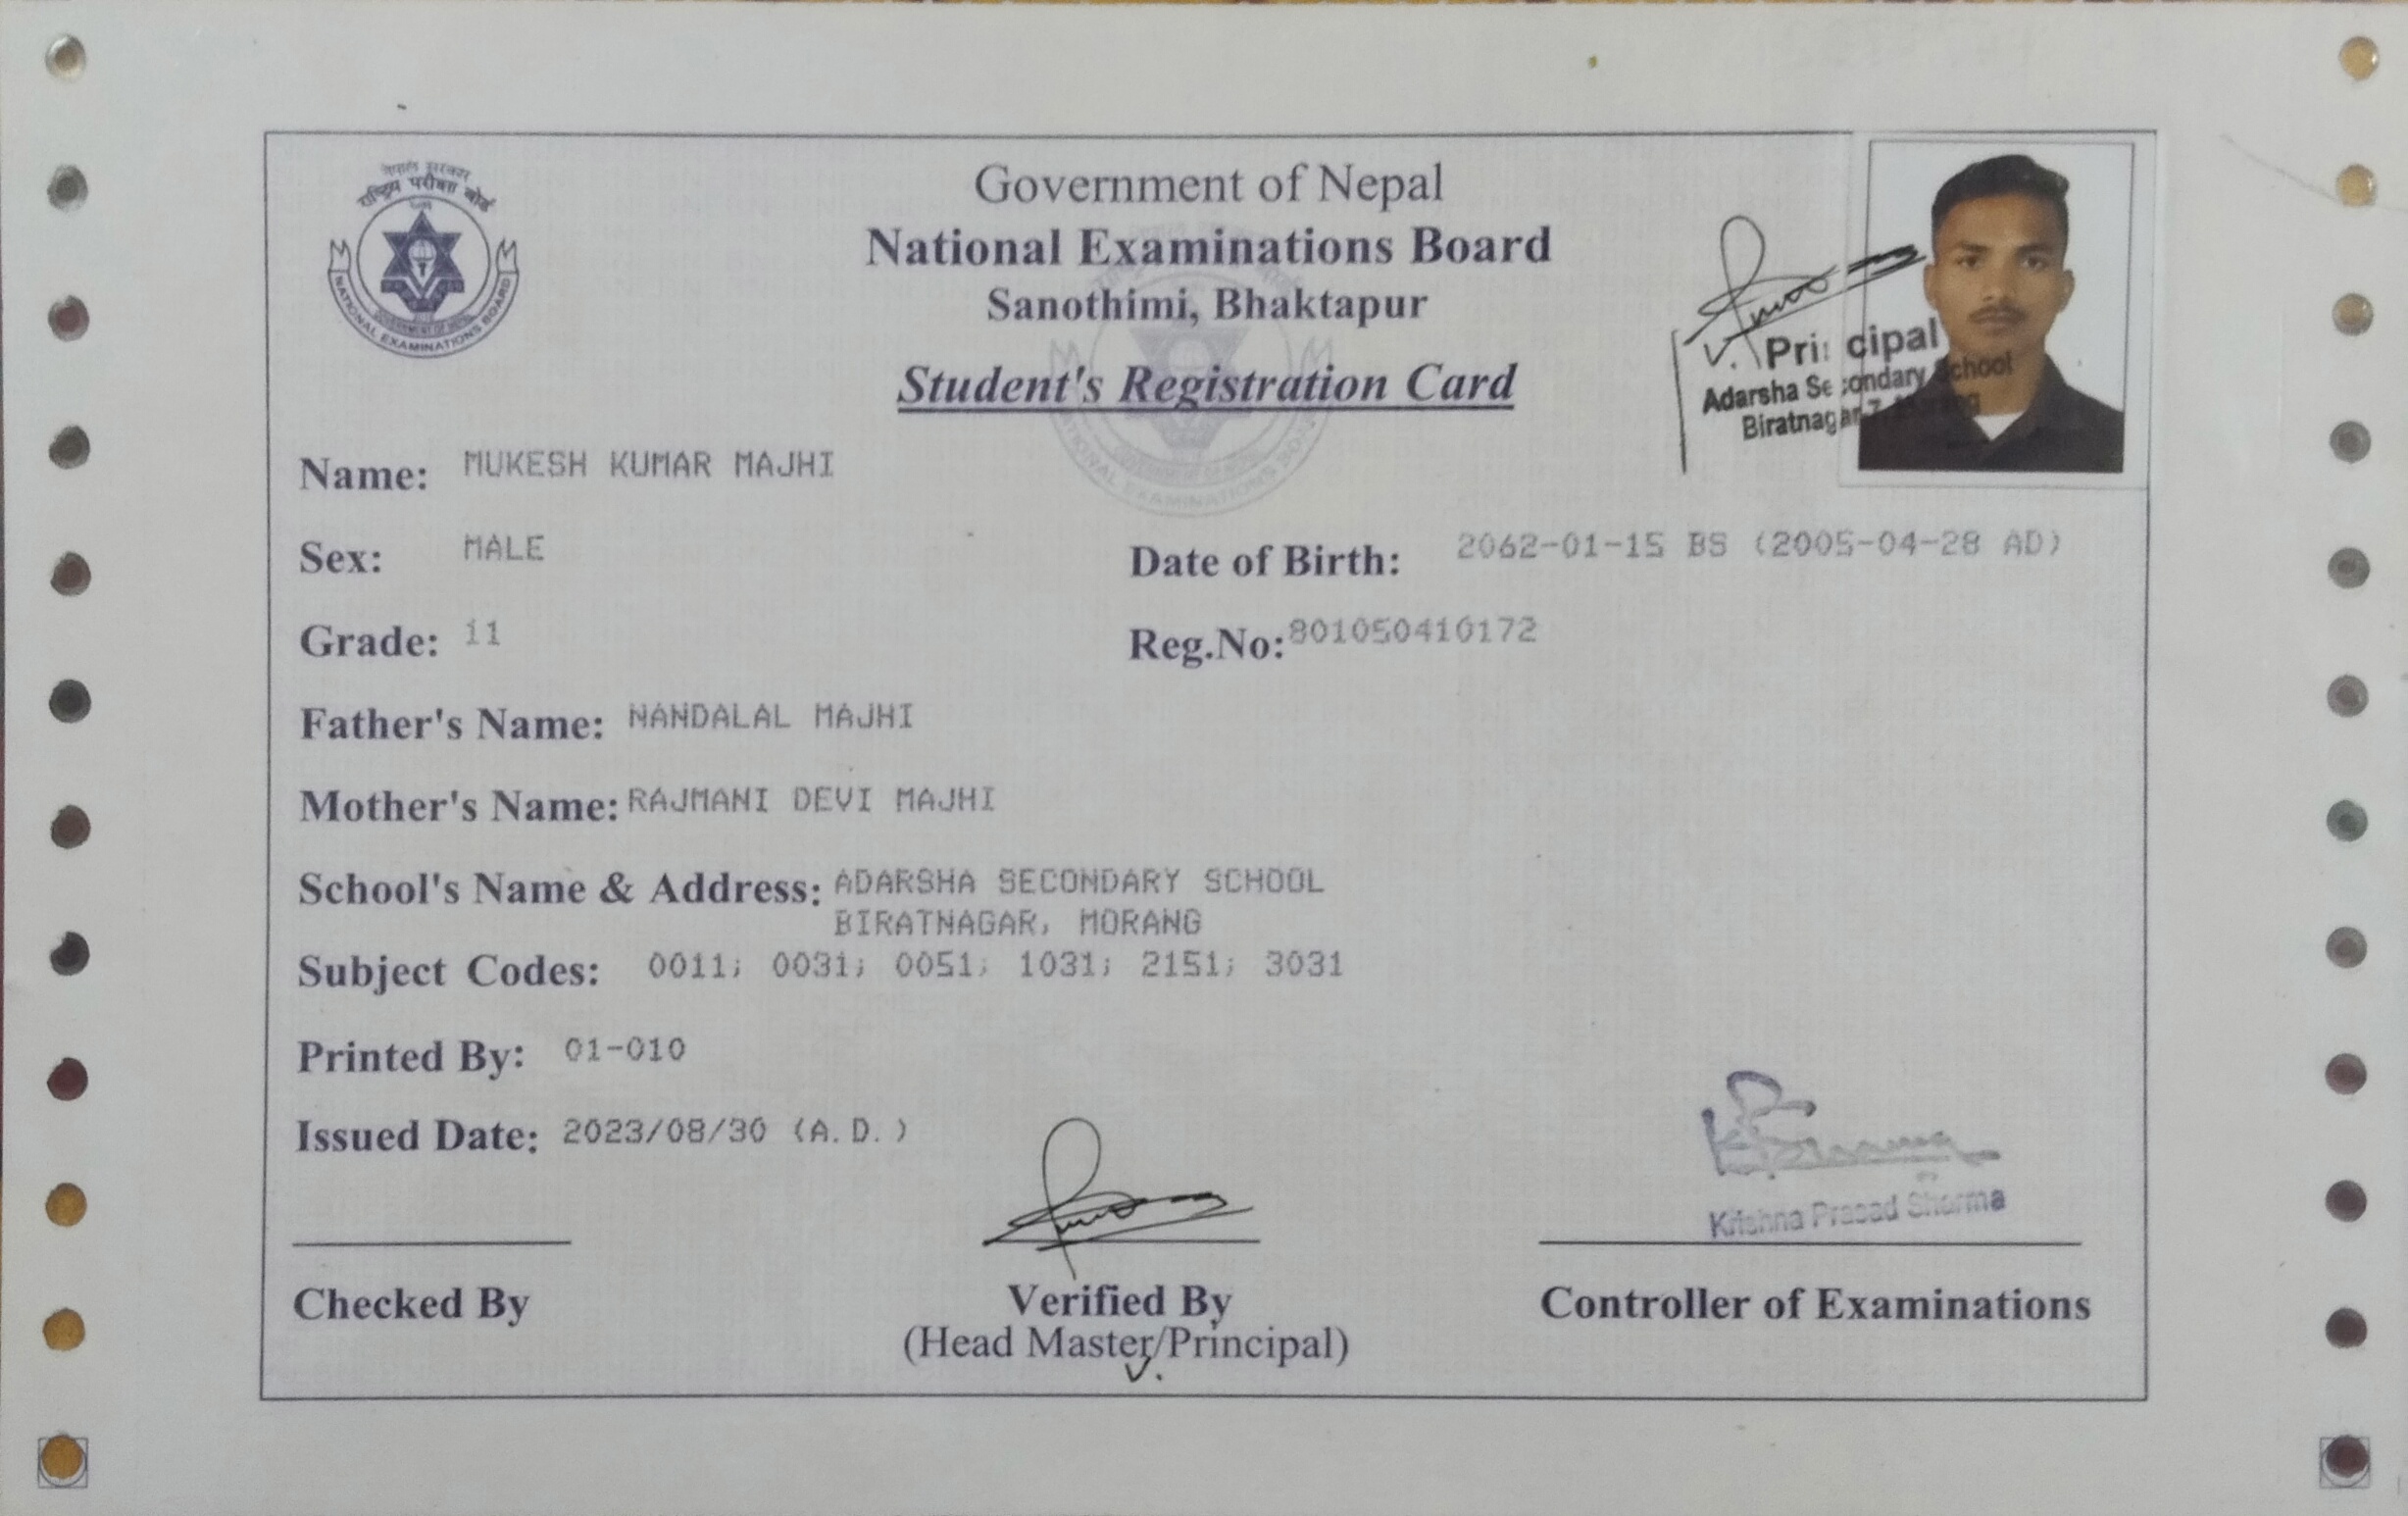 नेपाल सरकार
राष्ट्रिय परीक्षा बोर्ड
NATIONAL EXAMINATIONS BOARD
GOVERNMENT OF NEPAL
Government of Nepal
National Examinations Board
Sanothimi, Bhaktapur
Student's Registration Card
V. Principal
Adarsha Secondary School
Biratnagar-7, Morang
Name: MUKESH KUMAR MAJHI
Sex: MALE
Date of Birth: 2062-01-15 BS (2005-04-28 AD)
Grade: 11
Reg.No: 801050410172
Father's Name: NANDALAL MAJHI
Mother's Name: RAJMANI DEVI MAJHI
School's Name & Address: ADARSHA SECONDARY SCHOOL
BIRATNAGAR, MORANG
Subject Codes: 0011; 0031; 0051; 1031; 2151; 3031
Printed By: 01-010
Issued Date: 2023/08/30 (A.D.)
Krishna Prasad Sharma
Checked By
Verified By
(Head Master/Principal)
V.
Controller of Examinations